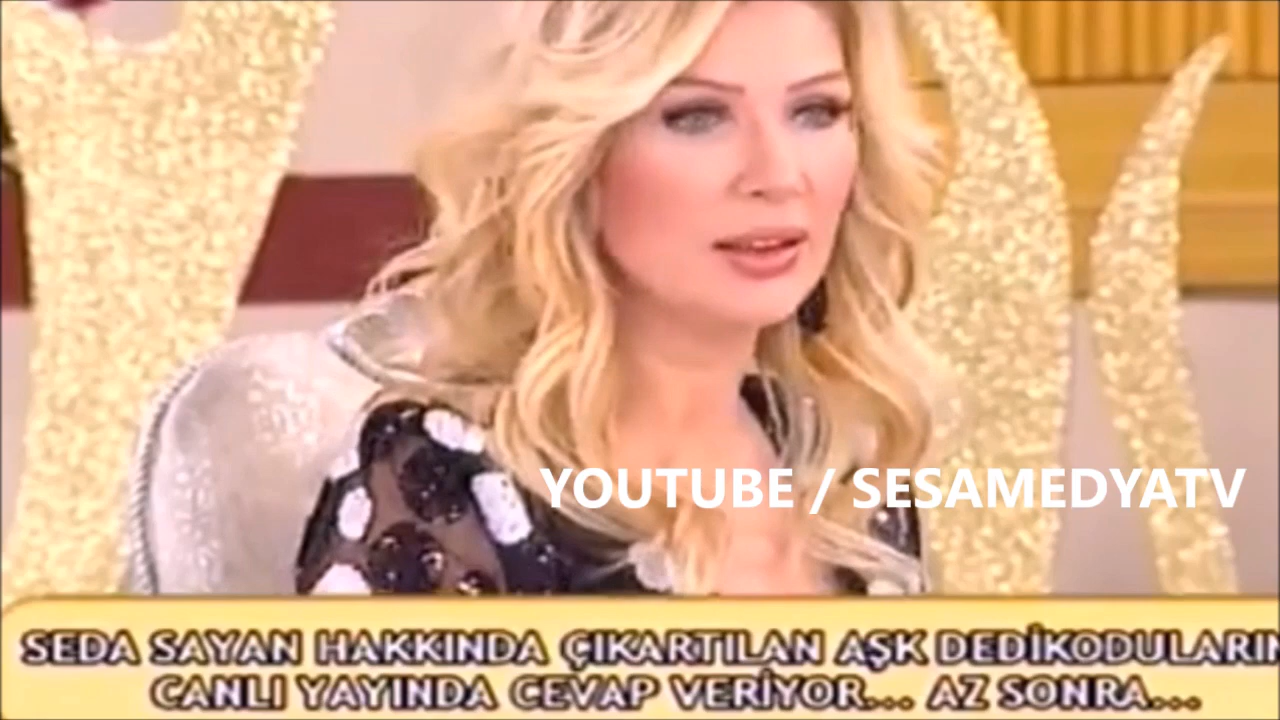 YOUTUBE / SESAMEDYATV
SEDA SAYAN HAKKINDA ÇIKARTILAN AŞK DEDİKODULARIN
CANLI YAYINDA CEVAP VERİYOR... AZ SONRA...